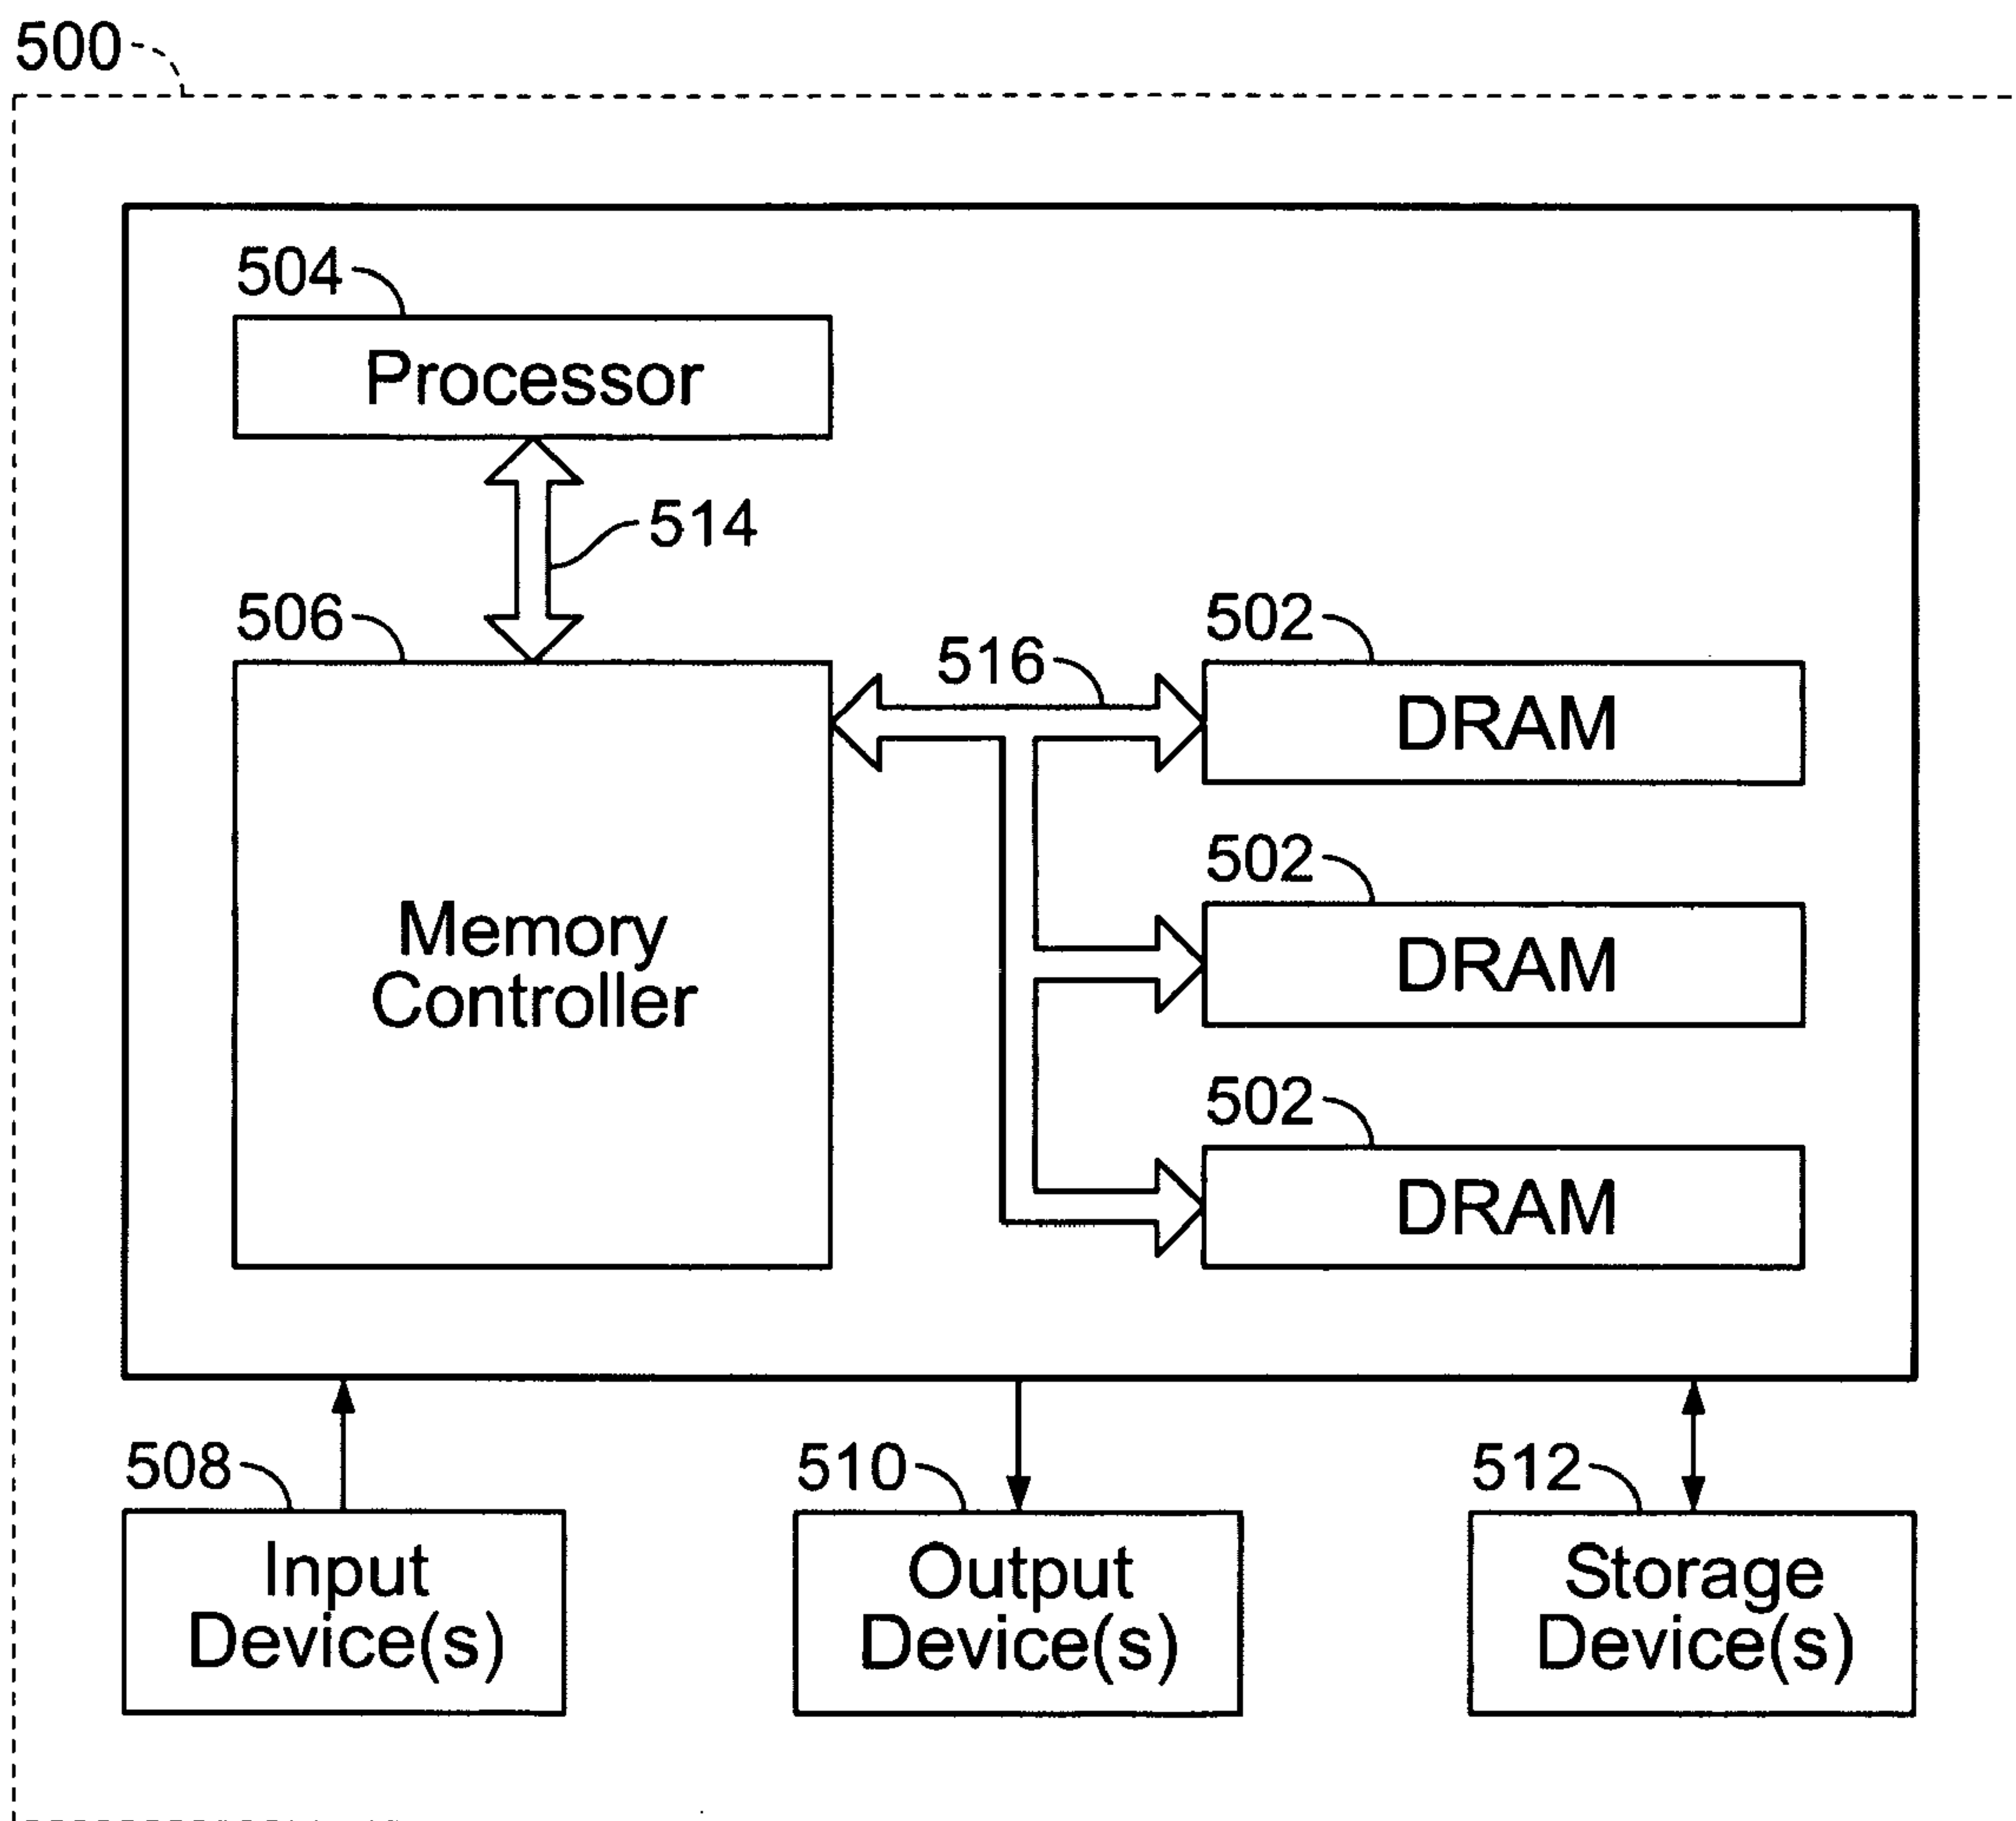 500
504
Processor
514
506
516
502
DRAM
Memory
Controller
502
DRAM
502
DRAM
508
Input
Device(s)
510
Output
Device(s)
512
Storage
Device(s)